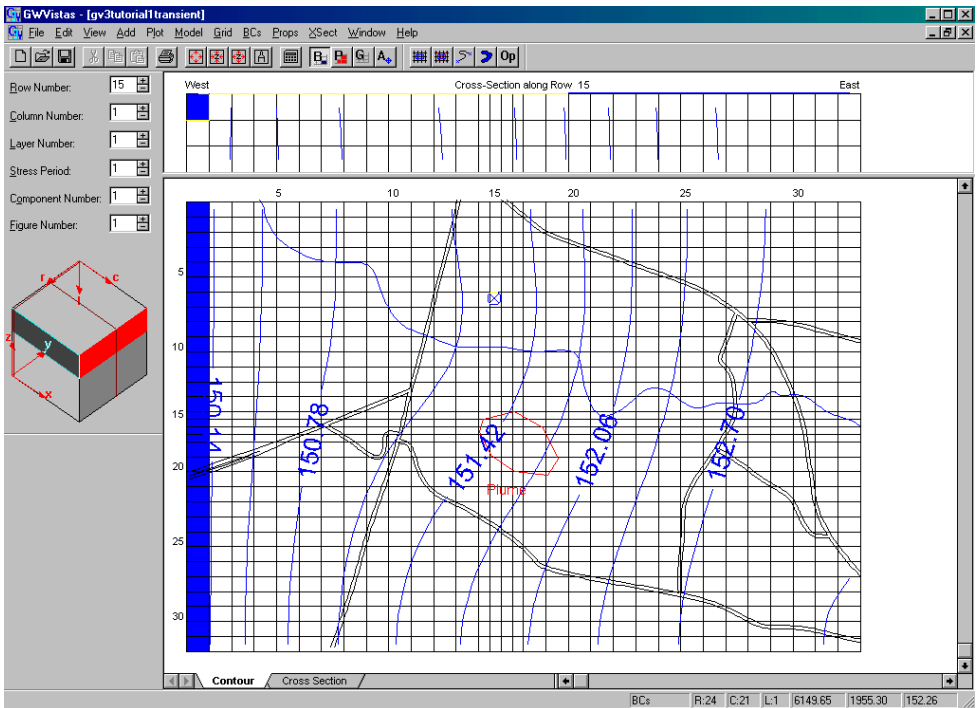 GWVistas - [gv3tutorial1transient]
File Edit View Add Plot Model Grid BCs Props XSect Window Help
B B G A Op
Row Number: 15
Column Number: 1
Layer Number: 1
Stress Period: 1
Component Number: 1
Figure Number: 1
r c
z y x
West Cross-Section along Row 15 East
5 10 15 20 25 30
5
10
15
20
25
30
150.14
150.78
151.42
152.06
152.70
Plume
Contour Cross Section
BCs R:24 C:21 L:1 6149.65 1955.30 152.26